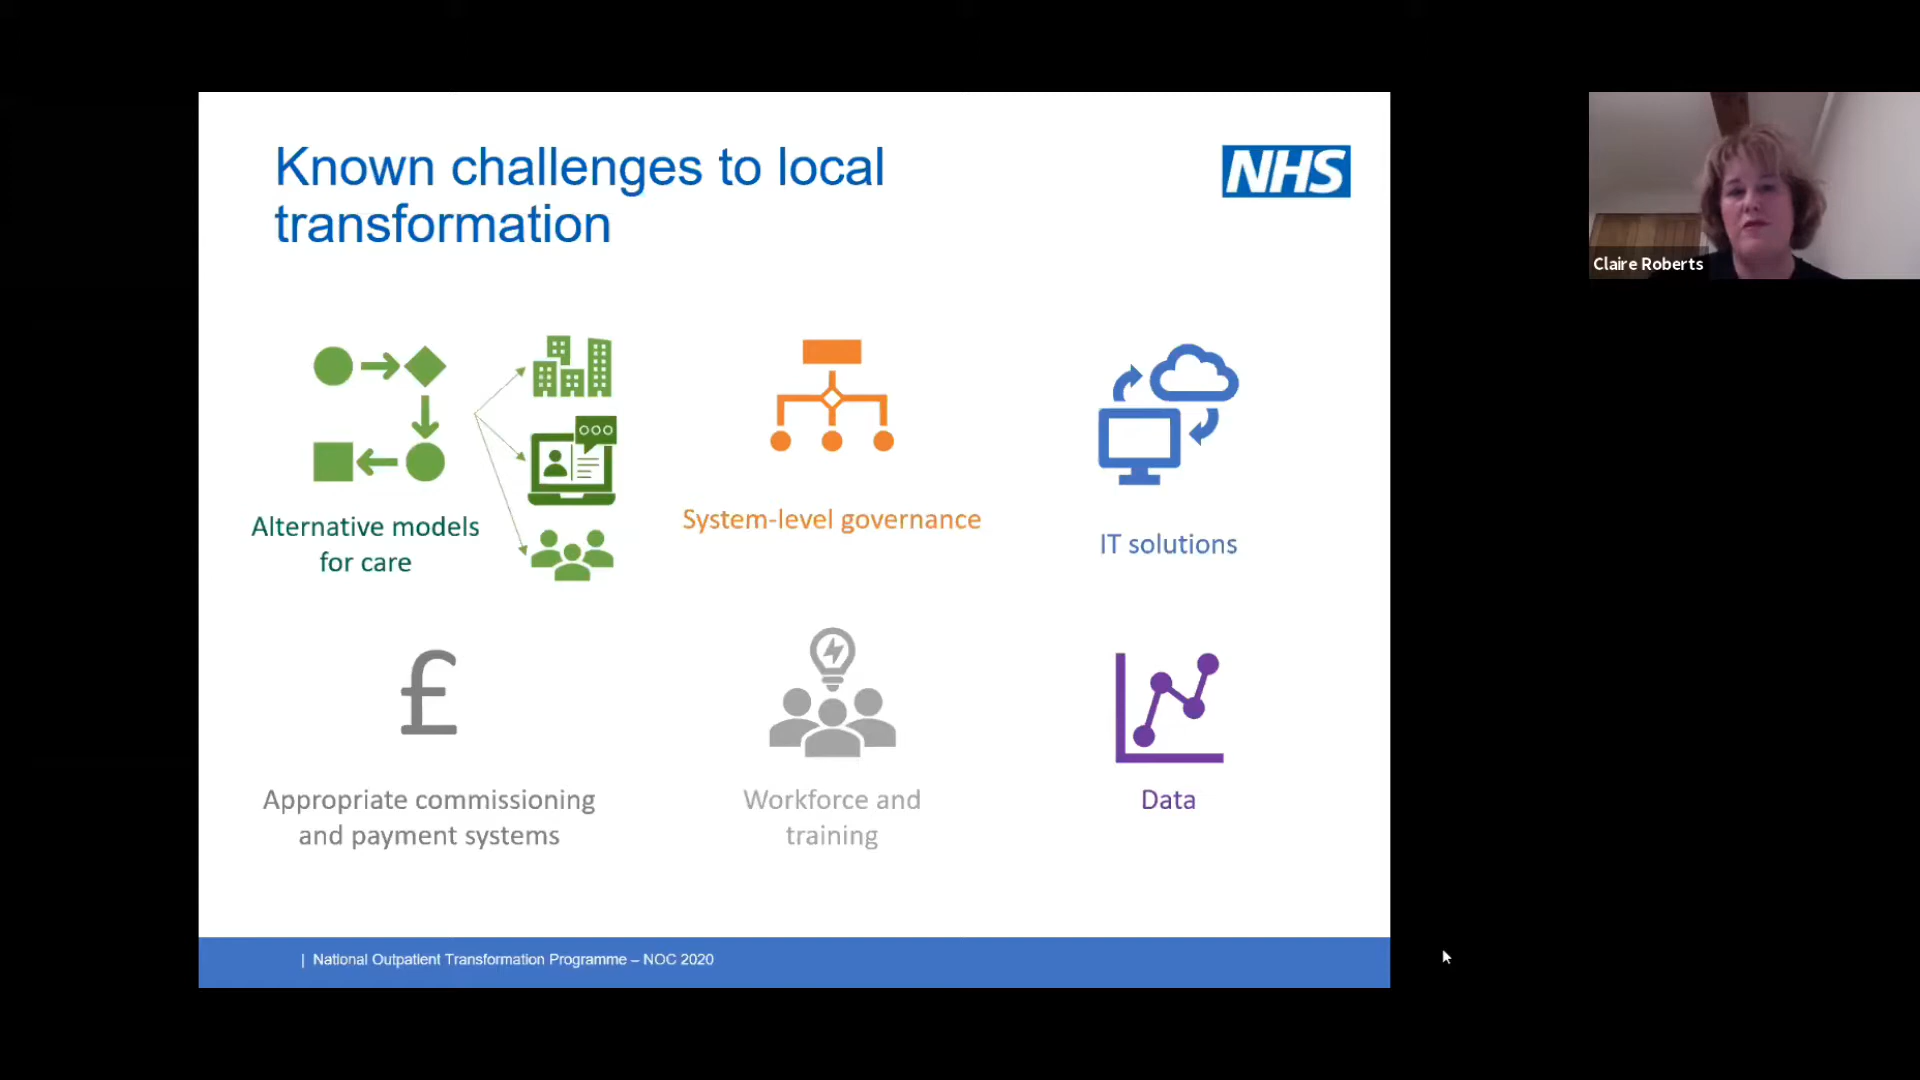 Known challenges to local
transformation
NHS
Claire Roberts
Alternative models
for care
System-level governance
IT solutions
£
Appropriate commissioning
and payment systems
Workforce and
training
Data
| National Outpatient Transformation Programme – NOC 2020